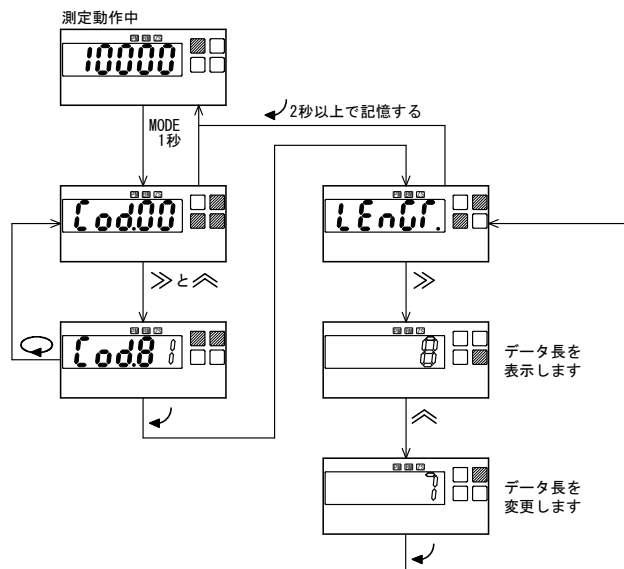 測定動作中
10000
MODE
1秒
2秒以上で記憶する
Cod.00
LEnGT.
≫と︽
≫
Cod.8 1
8
データ長を
表示します
︽
7
データ長を
変更します